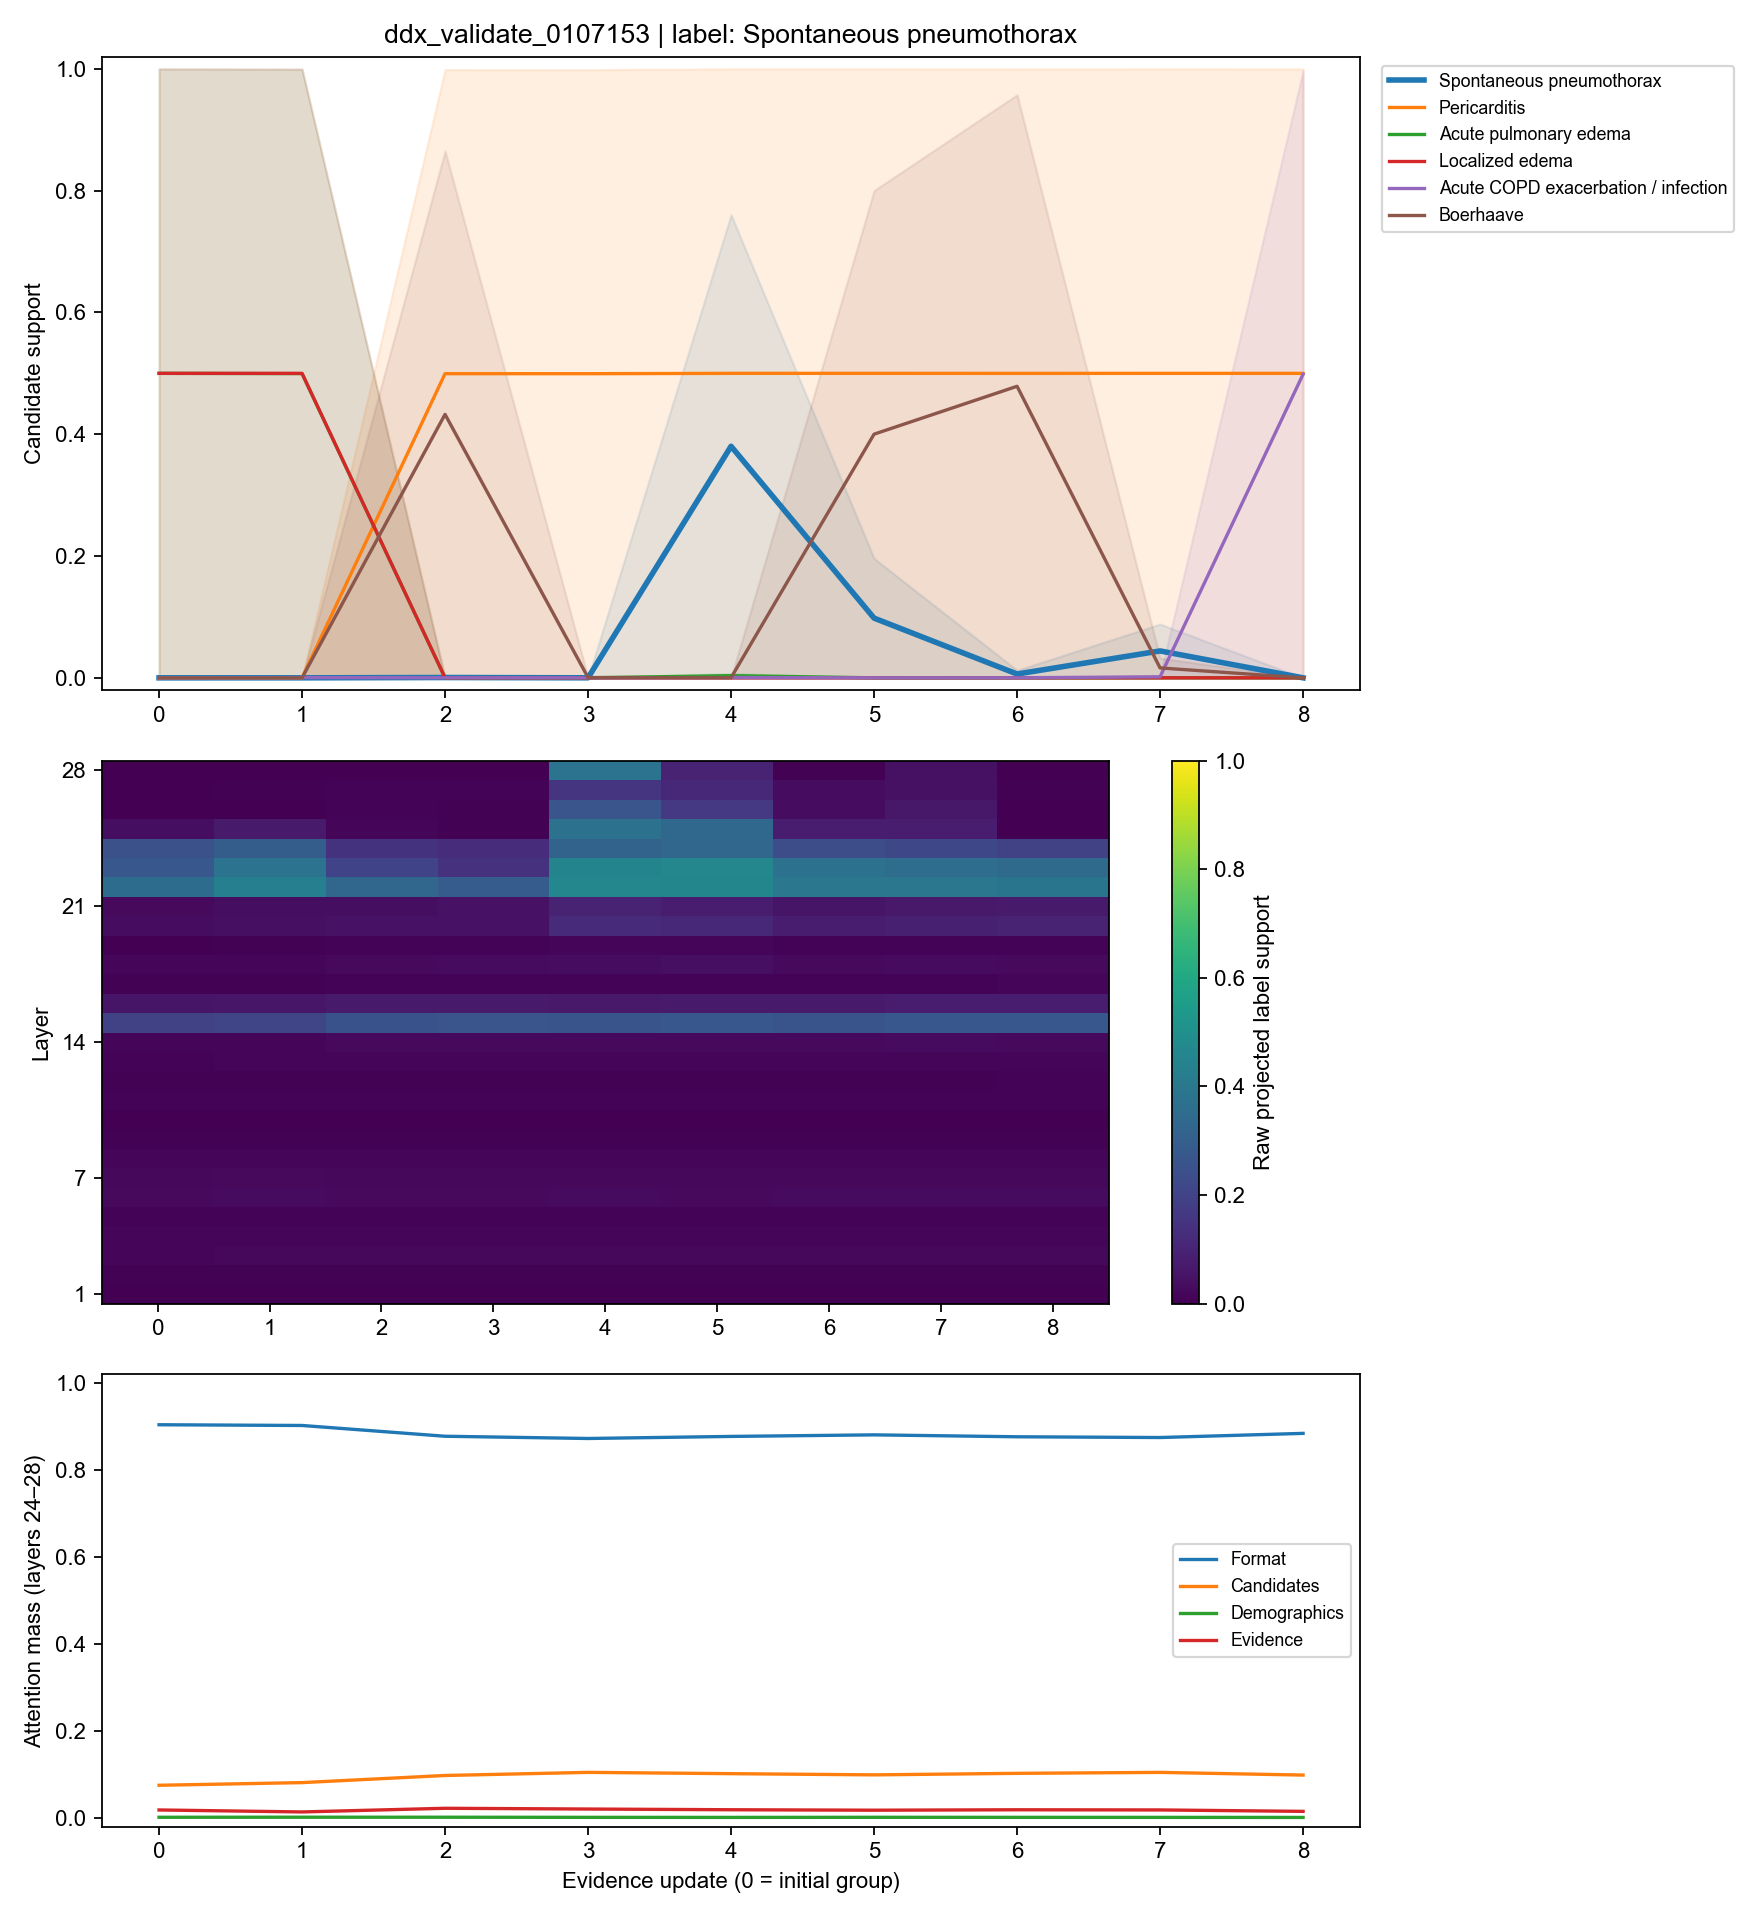 ddx_validate_0107153 | label: Spontaneous pneumothorax
Candidate support
1.0
0.8
0.6
0.4
0.2
0.0
0 1 2 3 4 5 6 7 8
Spontaneous pneumothorax
Pericarditis
Acute pulmonary edema
Localized edema
Acute COPD exacerbation / infection
Boerhaave
Layer
28
21
14
7
1
0 1 2 3 4 5 6 7 8
1.0
0.8
0.6
0.4
0.2
0.0
Raw projected label support
Attention mass (layers 24–28)
1.0
0.8
0.6
0.4
0.2
0.0
Format
Candidates
Demographics
Evidence
0 1 2 3 4 5 6 7 8
Evidence update (0 = initial group)